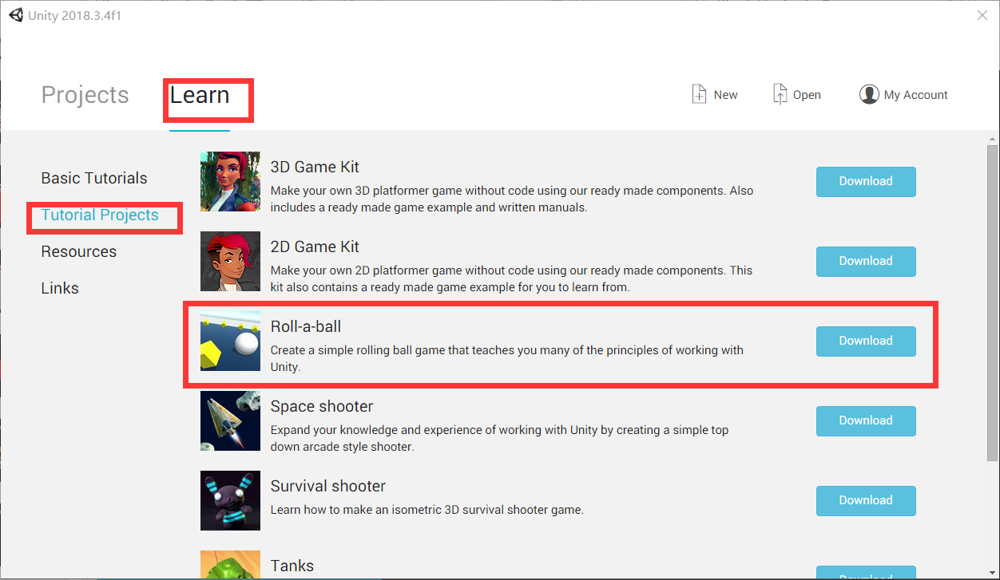 Unity 2018.3.4f1
Projects
Learn
New
Open
My Account
Basic Tutorials
Tutorial Projects
Resources
Links
3D Game Kit
Make your own 3D platformer game without code using our ready made components. Also
includes a ready made game example and written manuals.
Download
2D Game Kit
Make your own 2D platformer game without code using our ready made components. This
kit also contains a ready made game example for you to learn from.
Download
Roll-a-ball
Create a simple rolling ball game that teaches you many of the principles of working with
Unity.
Download
Space shooter
Expand your knowledge and experience of working with Unity by creating a simple top
down arcade style shooter.
Download
Survival shooter
Learn how to make an isometric 3D survival shooter game.
Download
Tanks
Download